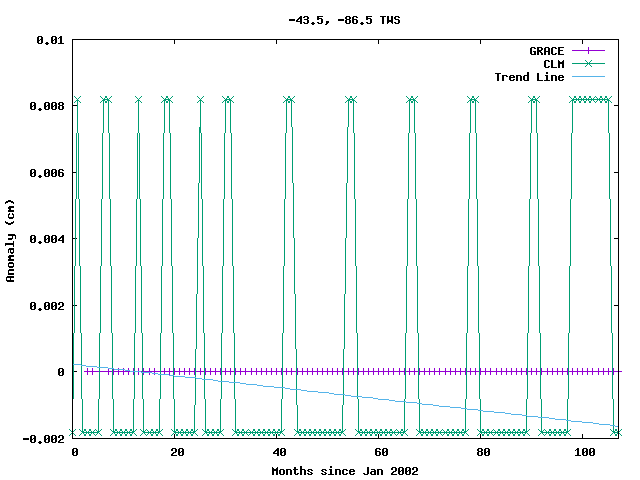 -43.5, -86.5 TWS
GRACE
CLM
Trend Line
0.01
0.008
0.006
0.004
0.002
0
-0.002
Anomaly (cm)
0 20 40 60 80 100
Months since Jan 2002